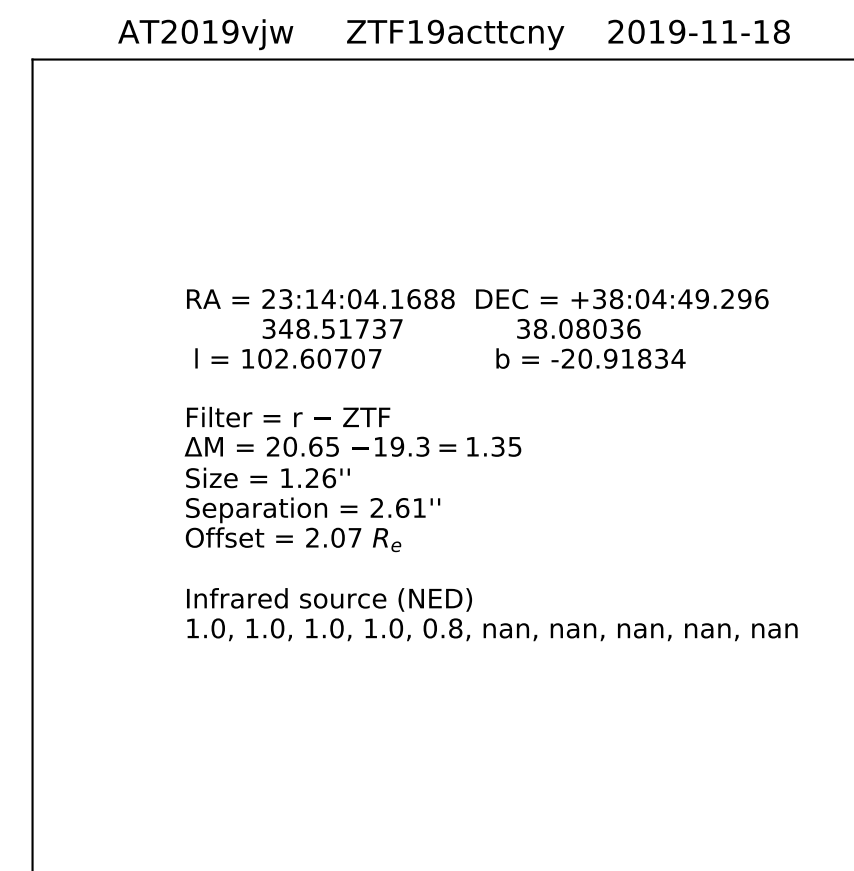 AT2019vjw ZTF19acttcny 2019-11-18
RA = 23:14:04.1688 DEC = +38:04:49.296
348.51737 38.08036
l = 102.60707 b = -20.91834
Filter = r − ZTF
ΔM = 20.65 −19.3 = 1.35
Size = 1.26''
Separation = 2.61''
Offset = 2.07 Rₑ
Infrared source (NED)
1.0, 1.0, 1.0, 1.0, 0.8, nan, nan, nan, nan, nan